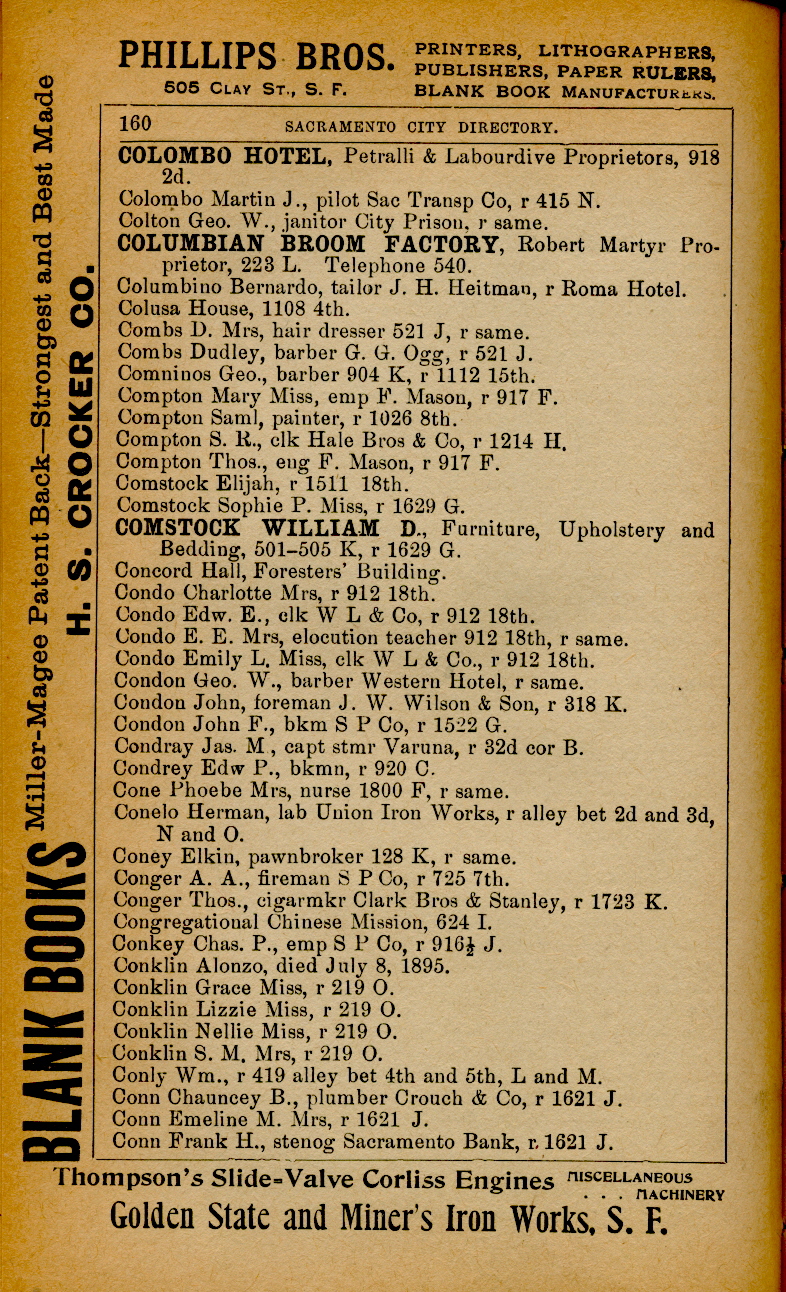 PHILLIPS BROS.
505 CLAY ST., S. F.
PRINTERS, LITHOGRAPHERS,
PUBLISHERS, PAPER RULERS,
BLANK BOOK MANUFACTURERS.
160 SACRAMENTO CITY DIRECTORY.
COLOMBO HOTEL, Petralli & Labourdive Proprietors, 918
2d.
Colombo Martin J., pilot Sac Transp Co, r 415 N.
Colton Geo. W., janitor City Prison, r same.
COLUMBIAN BROOM FACTORY, Robert Martyr Pro-
prietor, 223 L. Telephone 540.
Columbino Bernardo, tailor J. H. Heitman, r Roma Hotel.
Colusa House, 1108 4th.
Combs D. Mrs, hair dresser 521 J, r same.
Combs Dudley, barber G. G. Ogg, r 521 J.
Comninos Geo., barber 904 K, r 1112 15th.
Compton Mary Miss, emp F. Mason, r 917 F.
Compton Saml, painter, r 1026 8th.
Compton S. R., clk Hale Bros & Co, r 1214 H.
Compton Thos., eng F. Mason, r 917 F.
Comstock Elijah, r 1511 18th.
Comstock Sophie P. Miss, r 1629 G.
COMSTOCK WILLIAM D., Furniture, Upholstery and
Bedding, 501–505 K, r 1629 G.
Concord Hall, Foresters' Building.
Condo Charlotte Mrs, r 912 18th.
Condo Edw. E., clk W L & Co, r 912 18th.
Condo E. E. Mrs, elocution teacher 912 18th, r same.
Condo Emily L. Miss, clk W L & Co., r 912 18th.
Condon Geo. W., barber Western Hotel, r same.
Condon John, foreman J. W. Wilson & Son, r 318 K.
Condon John F., bkm S P Co, r 1522 G.
Condray Jas. M., capt stmr Varuna, r 32d cor B.
Condrey Edw P., bkmn, r 920 C.
Cone Phoebe Mrs, nurse 1800 F, r same.
Conelo Herman, lab Union Iron Works, r alley bet 2d and 3d,
N and O.
Coney Elkin, pawnbroker 128 K, r same.
Conger A. A., fireman S P Co, r 725 7th.
Conger Thos., cigarmkr Clark Bros & Stanley, r 1723 K.
Congregational Chinese Mission, 624 I.
Conkey Chas. P., emp S P Co, r 916½ J.
Conklin Alonzo, died July 8, 1895.
Conklin Grace Miss, r 219 O.
Conklin Lizzie Miss, r 219 O.
Conklin Nellie Miss, r 219 O.
Conklin S. M. Mrs, r 219 O.
Conly Wm., r 419 alley bet 4th and 5th, L and M.
Conn Chauncey B., plumber Crouch & Co, r 1621 J.
Conn Emeline M. Mrs, r 1621 J.
Conn Frank H., stenog Sacramento Bank, r 1621 J.
BLANK BOOKS Miller-Magee Patent Back—Strongest and Best Made
H. S. CROCKER CO.
Thompson's Slide-Valve Corliss Engines MISCELLANEOUS
. . . MACHINERY
Golden State and Miner's Iron Works, S. F.